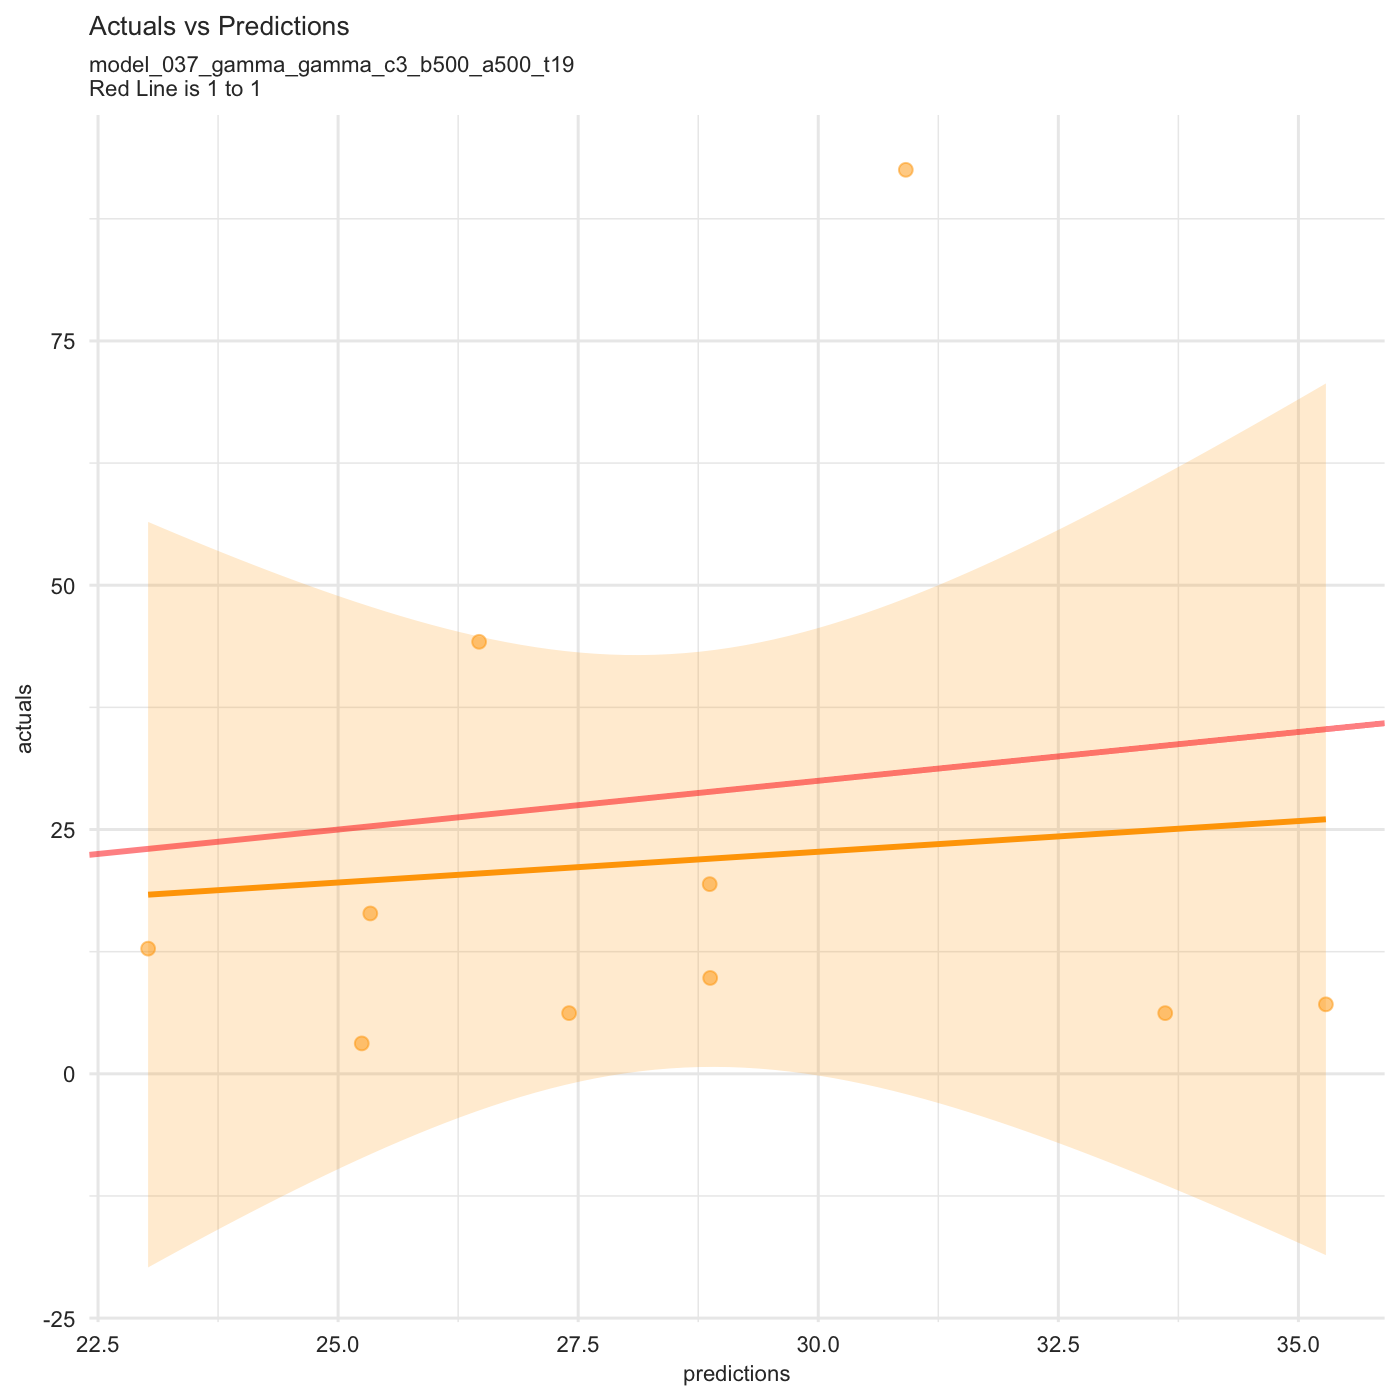 Actuals vs Predictions
model_037_gamma_gamma_c3_b500_a500_t19
Red Line is 1 to 1
75
50
25
0
-25
actuals
22.5 25.0 27.5 30.0 32.5 35.0
predictions